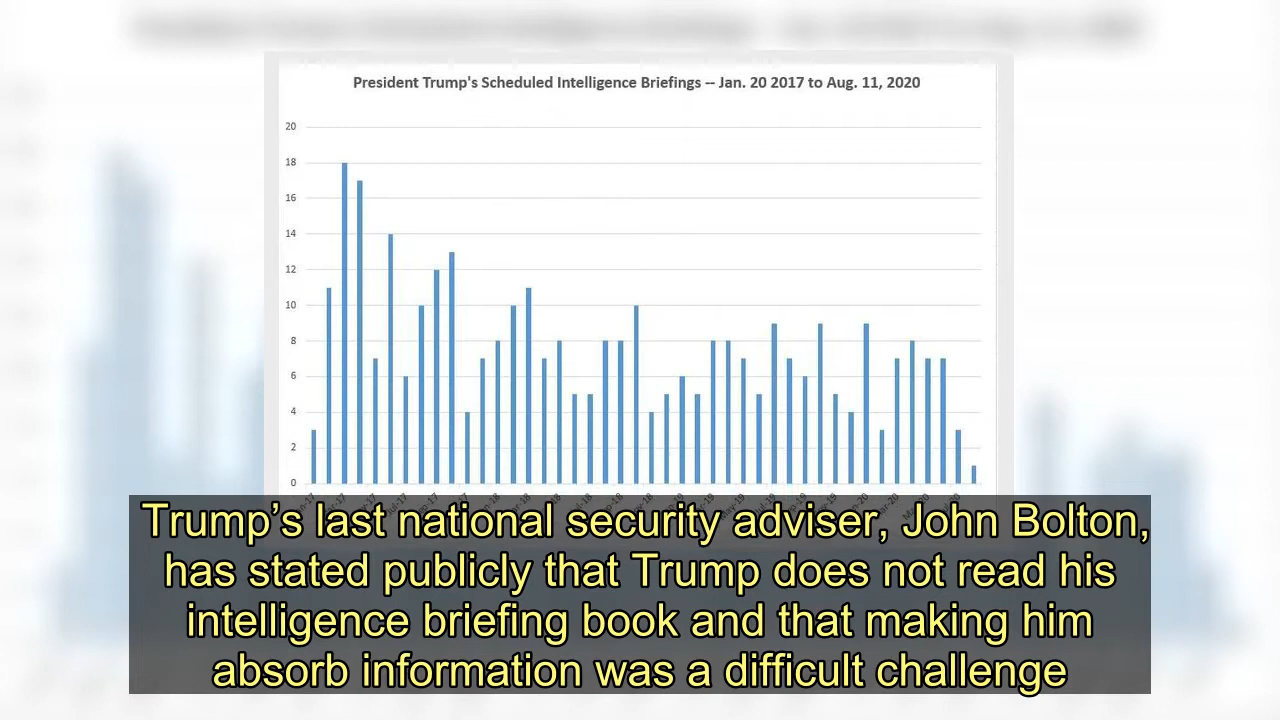 President Trump's Scheduled Intelligence Briefings -- Jan. 20 2017 to Aug. 11, 2020
20
18
16
14
12
10
8
6
4
2
0
Trump’s last national security adviser, John Bolton,
has stated publicly that Trump does not read his
intelligence briefing book and that making him
absorb information was a difficult challenge